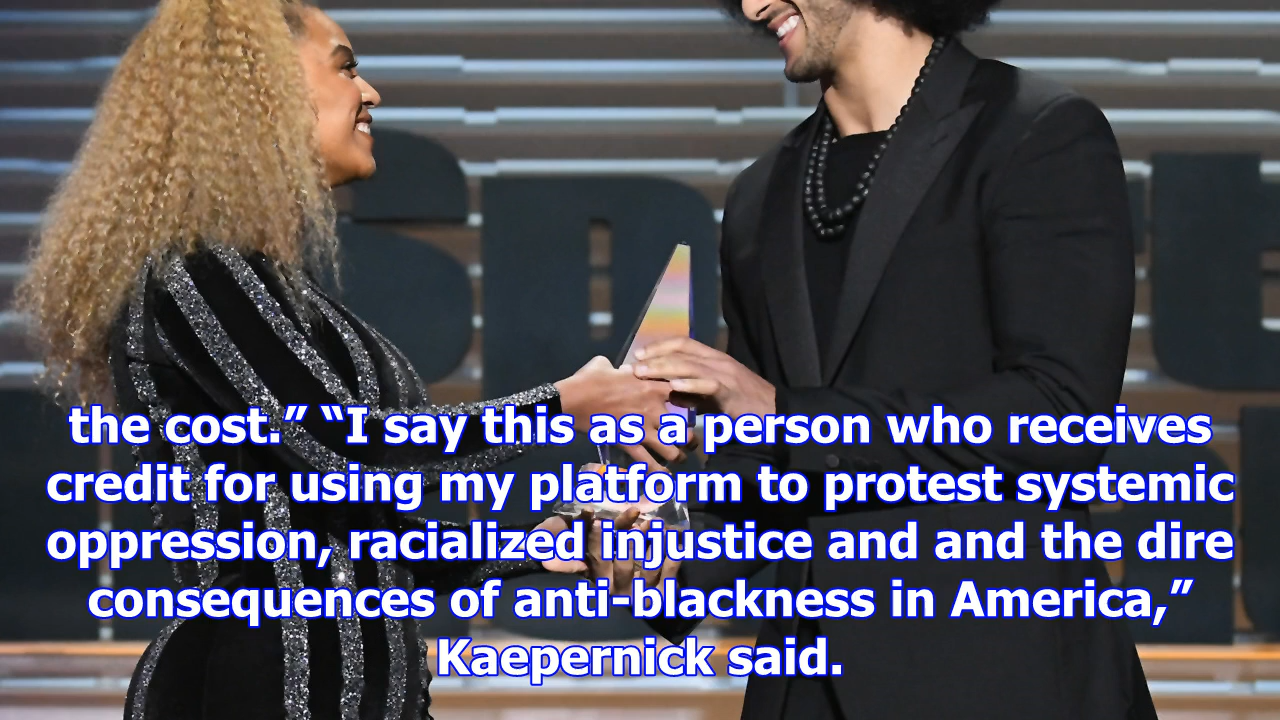 the cost.” “I say this as a person who receives
credit for using my platform to protest systemic
oppression, racialized injustice and and the dire
consequences of anti-blackness in America,”
Kaepernick said.